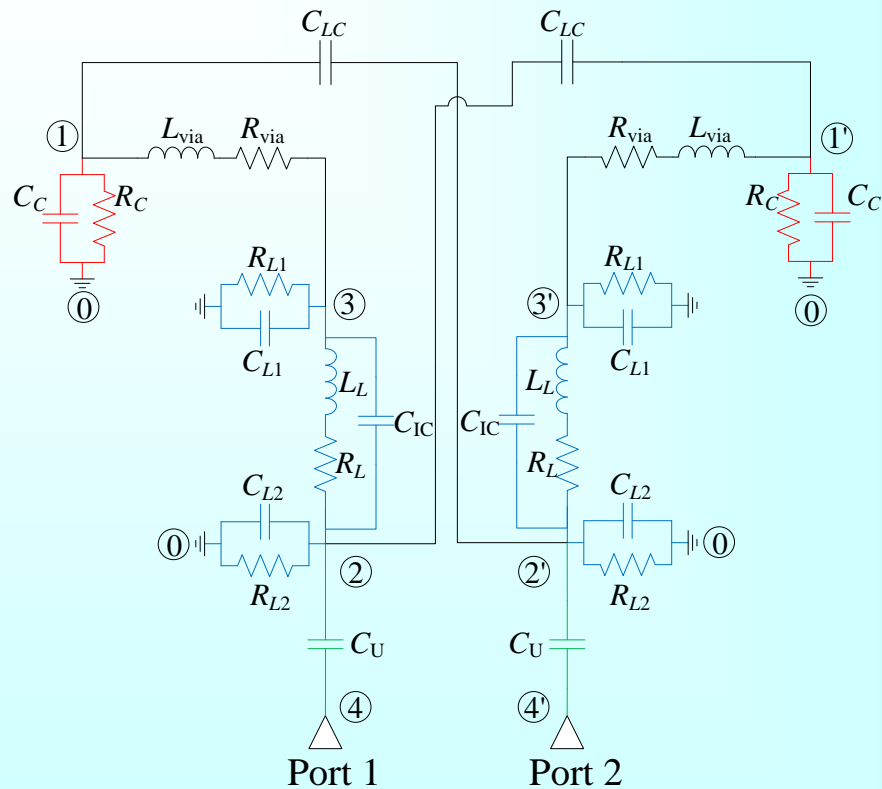 C_LC C_LC
① L_via R_via R_via L_via ①'
C_C R_C R_C C_C
⓪ R_L1 ③ ③' R_L1 ⓪
C_L1 C_L1
L_L C_IC C_IC L_L
R_L R_L
C_L2 C_L2
⓪ ② ②' ⓪
R_L2 R_L2
C_U C_U
④ ④'
Port 1 Port 2